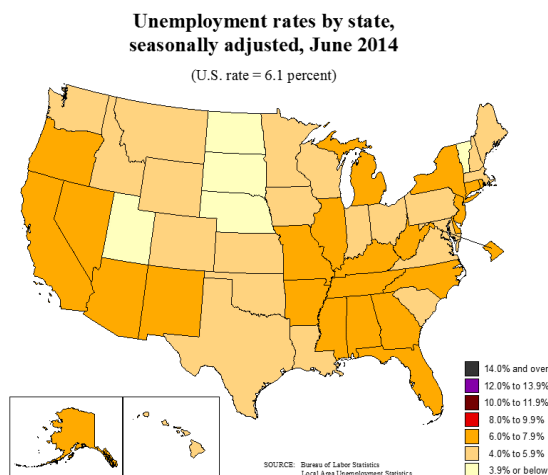 Unemployment rates by state,
seasonally adjusted, June 2014
(U.S. rate = 6.1 percent)
14.0% and over
12.0% to 13.9%
10.0% to 11.9%
8.0% to 9.9%
6.0% to 7.9%
4.0% to 5.9%
3.9% or below
SOURCE: Bureau of Labor Statistics
Local Area Unemployment Statistics